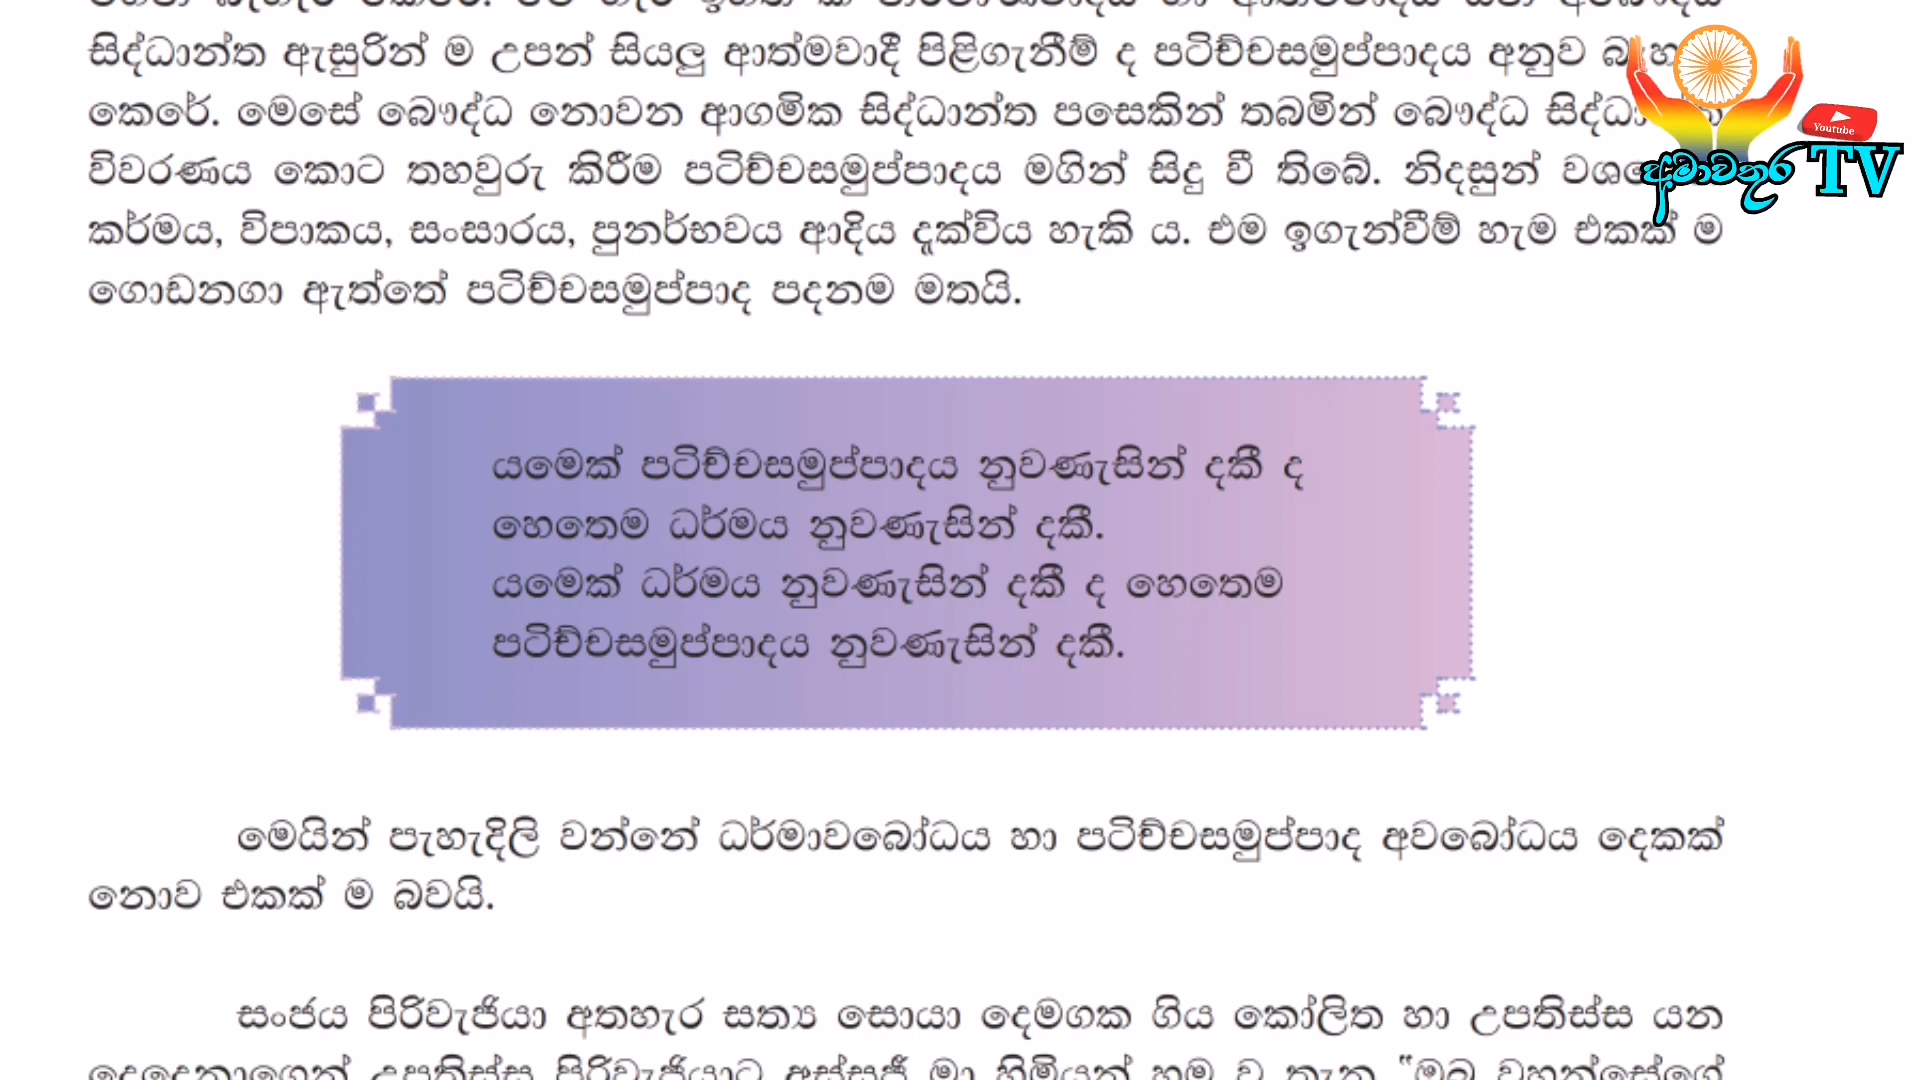 සිද්ධාන්ත ඇසුරින් ම උපන් සියලු ආත්මවාදී පිළිගැනීම් ද පටිච්චසමුප්පාදය අනුව
කෙරේ. මෙසේ බෞද්ධ නොවන ආගමික සිද්ධාන්ත පසෙකින් තබමින් බෞද්ධ
Youtube
විවරණය කොට තහවුරු කිරීම පටිච්චසමුප්පාදය මගින් සිදු වී තිබේ. නිදසුන්
අමාවතුර TV
කර්මය, විපාකය, සංසාරය, පුනර්භවය ආදිය දැක්විය හැකි ය. එම ඉගැන්වීම් හැම එකක් ම
ගොඩනගා ඇත්තේ පටිච්චසමුප්පාද පදනම මතයි.
යමෙක් පටිච්චසමුප්පාදය නුවණැසින් දකී ද
හෙතෙම ධර්මය නුවණැසින් දකී.
යමෙක් ධර්මය නුවණැසින් දකී ද හෙතෙම
පටිච්චසමුප්පාදය නුවණැසින් දකී.
මෙයින් පැහැදිලි වන්නේ ධර්මාවබෝධය හා පටිච්චසමුප්පාද අවබෝධය දෙකක්
නොව එකක් ම බවයි.
සංජය පිරිවැජියා අතහැර සත්‍ය සොයා දෙමගක ගිය කෝලිත හා උපතිස්ස යන